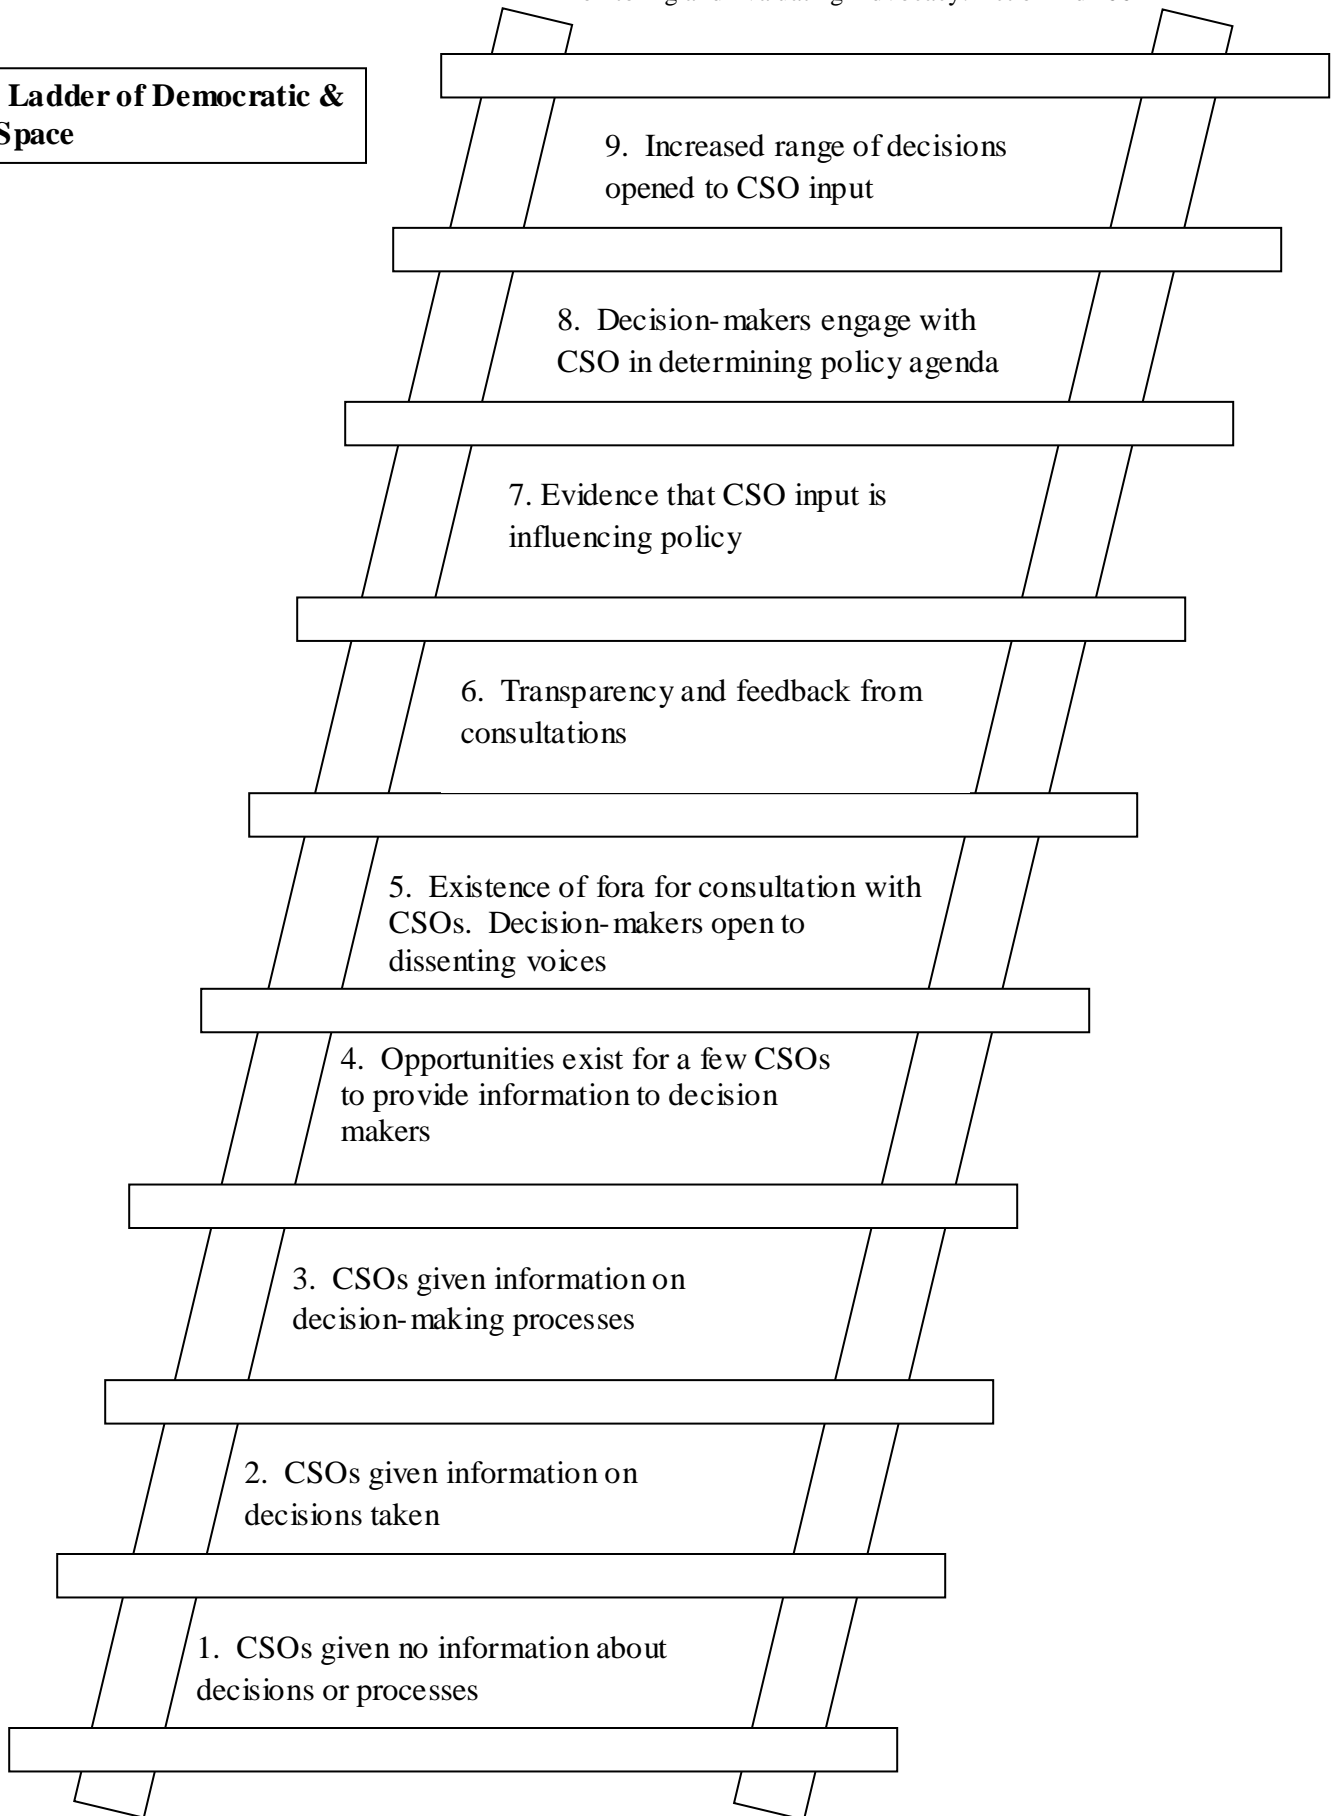 Ladder of Democratic &
Space
9. Increased range of decisions
opened to CSO input
8. Decision-makers engage with
CSO in determining policy agenda
7. Evidence that CSO input is
influencing policy
6. Transparency and feedback from
consultations
5. Existence of fora for consultation with
CSOs. Decision-makers open to
dissenting voices
4. Opportunities exist for a few CSOs
to provide information to decision
makers
3. CSOs given information on
decision-making processes
2. CSOs given information on
decisions taken
1. CSOs given no information about
decisions or processes